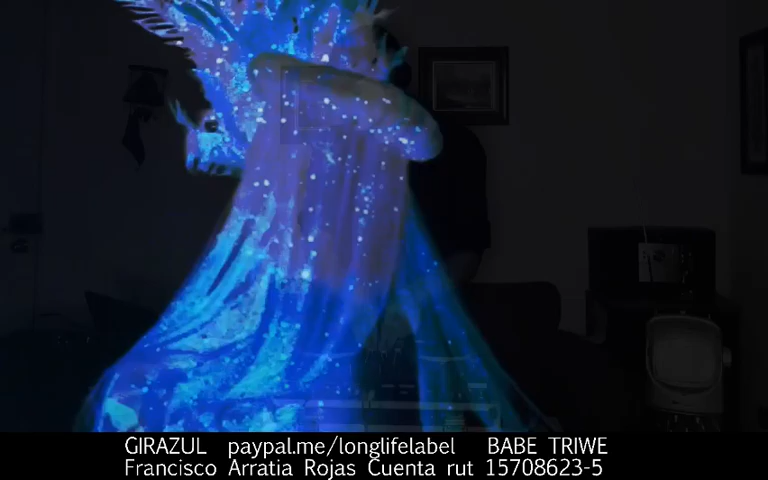 GIRAZUL paypal.me/longlifelabel BABE TRIWE
Francisco Arratia Rojas Cuenta rut 15708623-5